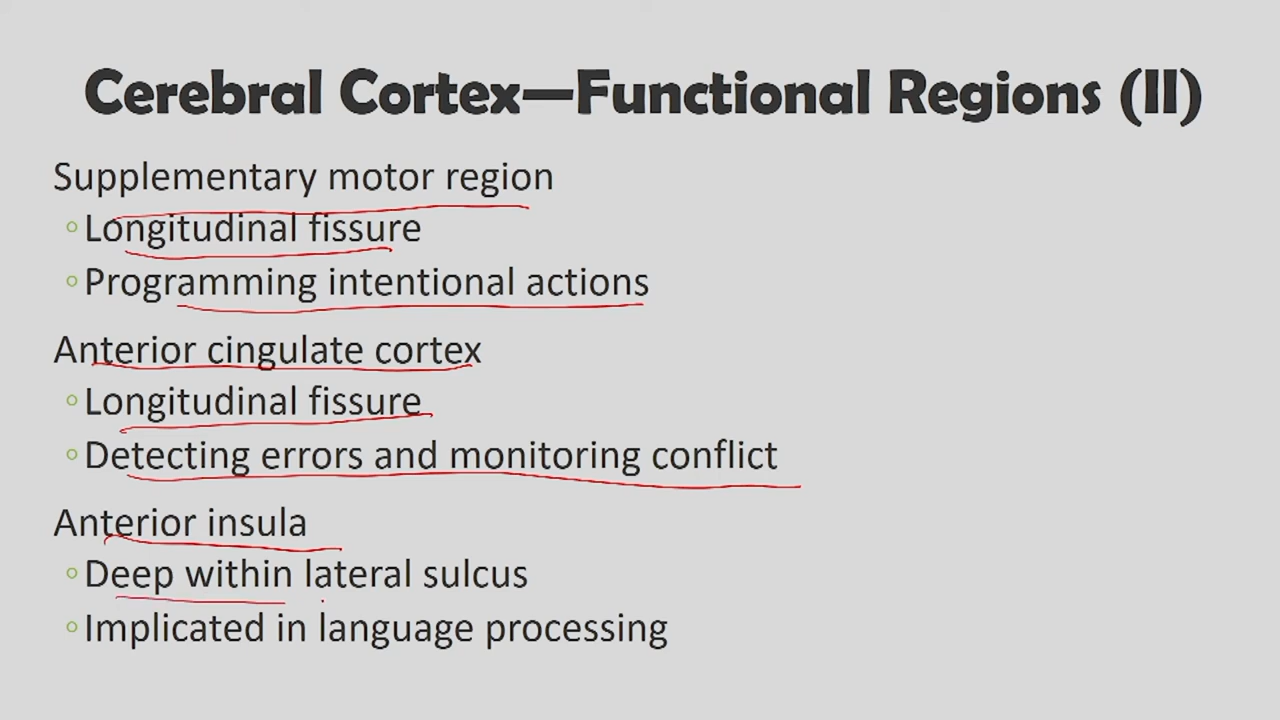 Cerebral Cortex—Functional Regions (II)
Supplementary motor region
Longitudinal fissure
Programming intentional actions
Anterior cingulate cortex
Longitudinal fissure
Detecting errors and monitoring conflict
Anterior insula
Deep within lateral sulcus
Implicated in language processing